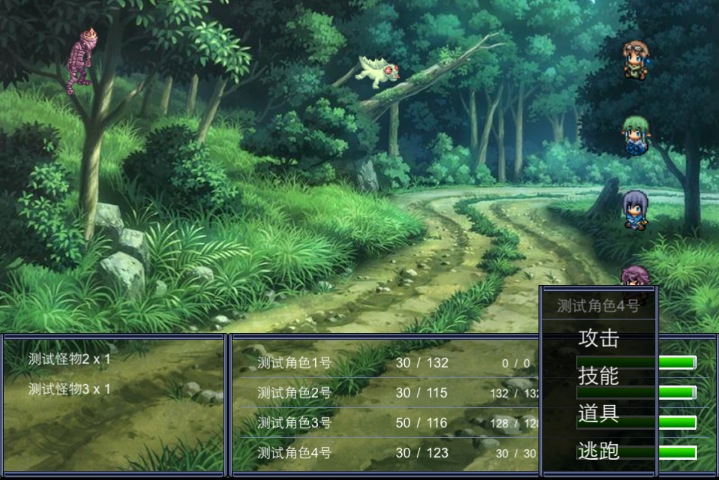 测试怪物2 x 1
测试怪物3 x 1
测试角色1号 30 / 132 0 / 0
测试角色2号 30 / 115 132 / 132
测试角色3号 50 / 116 128 / 128
测试角色4号 30 / 123 30 / 30
测试角色4号
攻击
技能
道具
逃跑